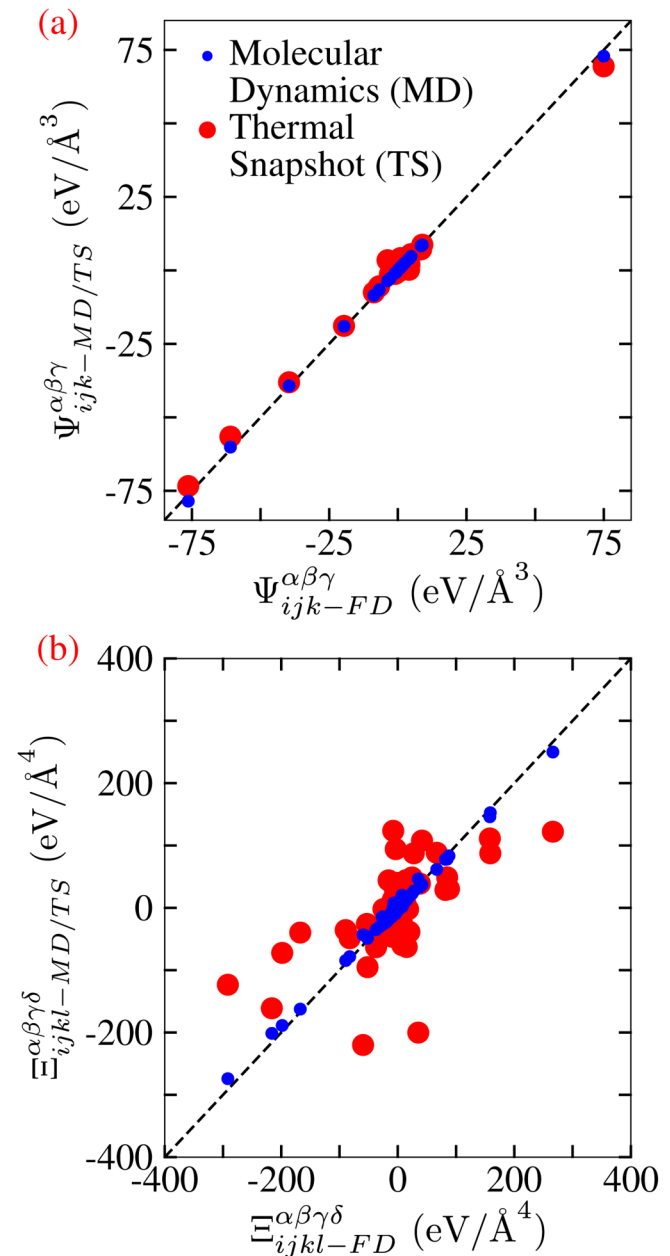 (a)
75
25
-25
-75
Molecular
Dynamics (MD)
Thermal
Snapshot (TS)
Ψ^{αβγ}_{ijk−MD/TS} (eV/Å^3)
-75 -25 25 75
Ψ^{αβγ}_{ijk−FD} (eV/Å^3)
(b)
400
200
0
-200
-400
Ξ^{αβγδ}_{ijkl−MD/TS} (eV/Å^4)
-400 -200 0 200 400
Ξ^{αβγδ}_{ijkl−FD} (eV/Å^4)